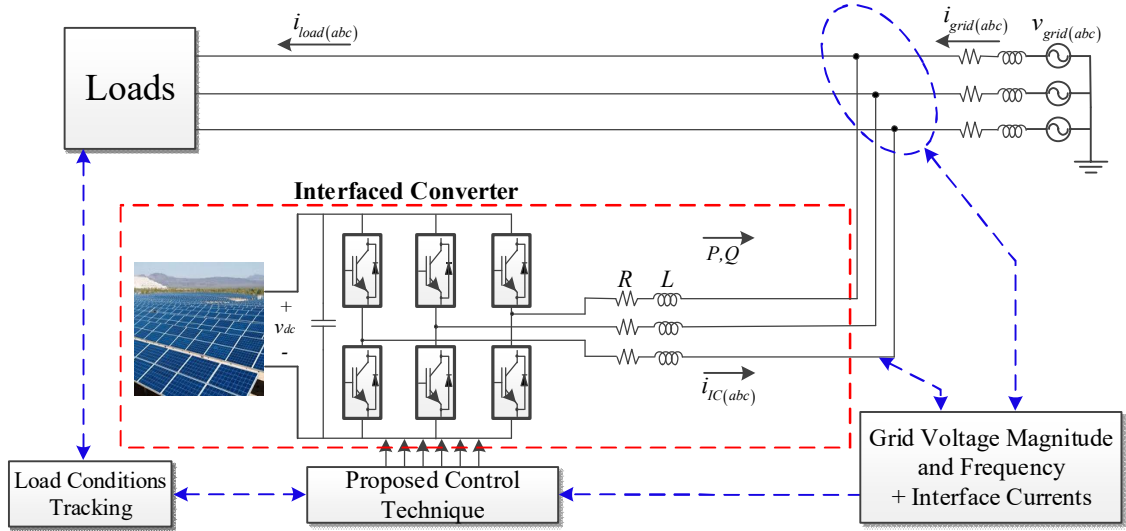 i_load(abc)
i_grid(abc)
v_grid(abc)
Loads
Interfaced Converter
P,Q
R
L
+
v_dc
-
i_IC(abc)
Grid Voltage Magnitude
and Frequency
+ Interface Currents
Load Conditions
Tracking
Proposed Control
Technique